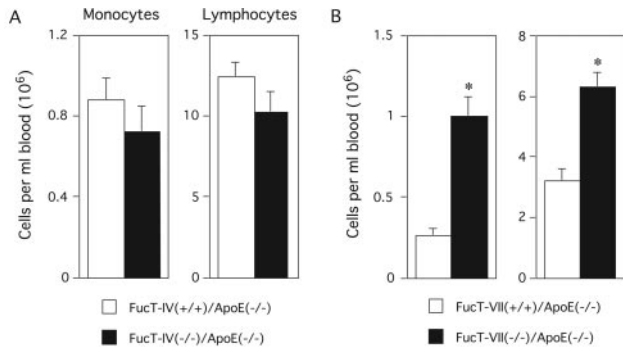 A
Monocytes
Lymphocytes
B
Cells per ml blood (10⁶)
1.2
0.8
0.4
0
15
10
5
0
Cells per ml blood (10⁶)
1.5
1
0.5
0
*
8
6
4
2
0
*
FucT-IV(+/+)/ApoE(-/-)
FucT-IV(-/-)/ApoE(-/-)
FucT-VII(+/+)/ApoE(-/-)
FucT-VII(-/-)/ApoE(-/-)